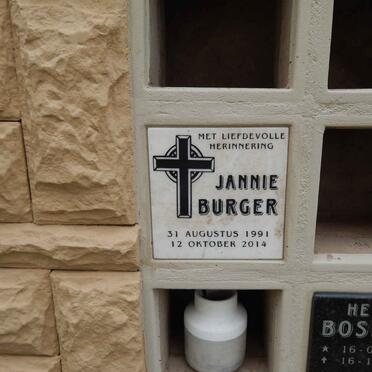 MET LIEFDEVOLLE
HERINNERING
JANNIE
BURGER
31 AUGUSTUS 1991
12 OKTOBER 2014